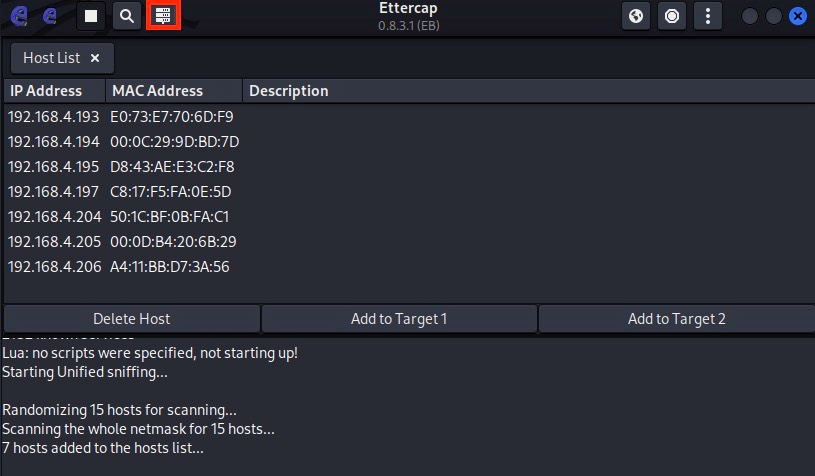 Ettercap
0.8.3.1 (EB)
Host List ×
IP Address MAC Address Description
192.168.4.193 E0:73:E7:70:6D:F9
192.168.4.194 00:0C:29:9D:BD:7D
192.168.4.195 D8:43:AE:E3:C2:F8
192.168.4.197 C8:17:F5:FA:0E:5D
192.168.4.204 50:1C:BF:0B:FA:C1
192.168.4.205 00:0D:B4:20:6B:29
192.168.4.206 A4:11:BB:D7:3A:56
Delete Host Add to Target 1 Add to Target 2
known services
Lua: no scripts were specified, not starting up!
Starting Unified sniffing...
Randomizing 15 hosts for scanning...
Scanning the whole netmask for 15 hosts...
7 hosts added to the hosts list...